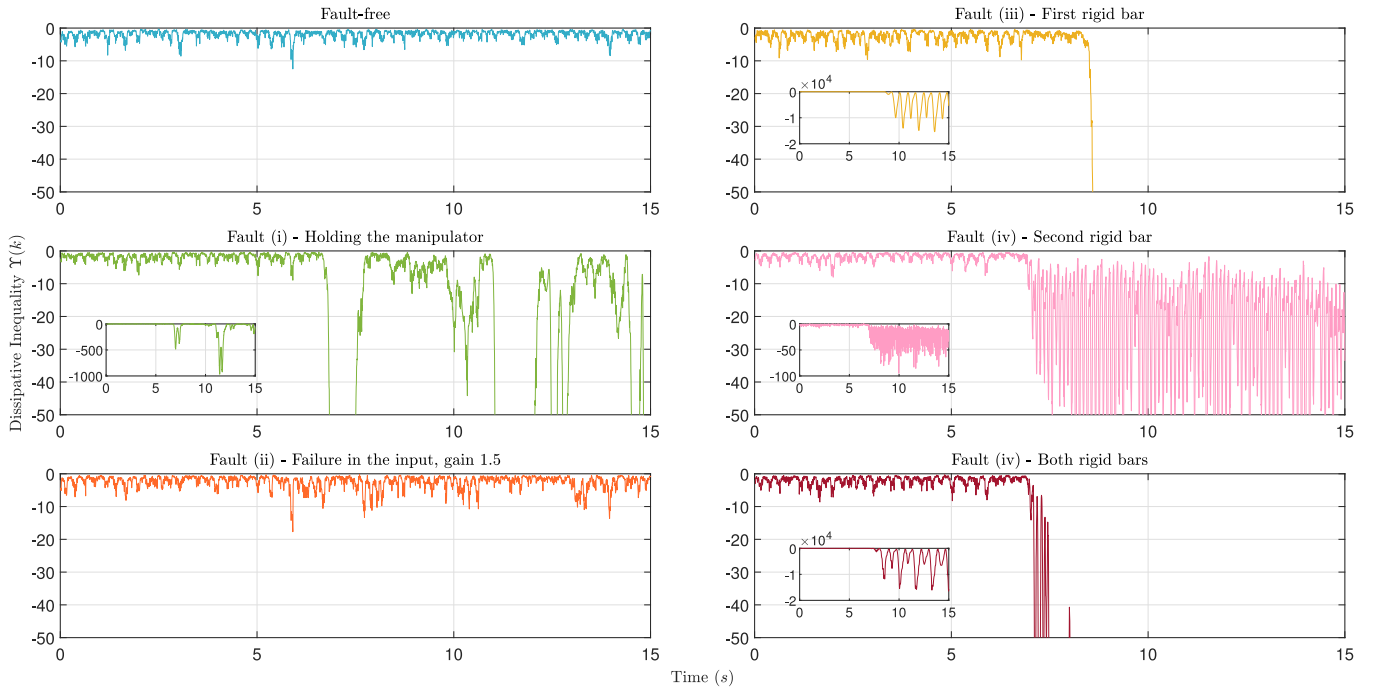 Fault-free
0
-10
-20
-30
-40
-50
0 5 10 15
Fault (iii) - First rigid bar
0
-10
-20
-30
-40
-50
0 5 10 15
×10⁴
0
-1
-2
0 5 10 15
Dissipative Inequality Υ(k)
Fault (i) - Holding the manipulator
0
-10
-20
-30
-40
-50
0 5 10 15
0
-500
-1000
0 5 10 15
Fault (iv) - Second rigid bar
0
-10
-20
-30
-40
-50
0 5 10 15
0
-50
-100
0 5 10 15
Fault (ii) - Failure in the input, gain 1.5
0
-10
-20
-30
-40
-50
0 5 10 15
Fault (iv) - Both rigid bars
0
-10
-20
-30
-40
-50
0 5 10 15
×10⁴
0
-1
-2
0 5 10 15
Time (s)